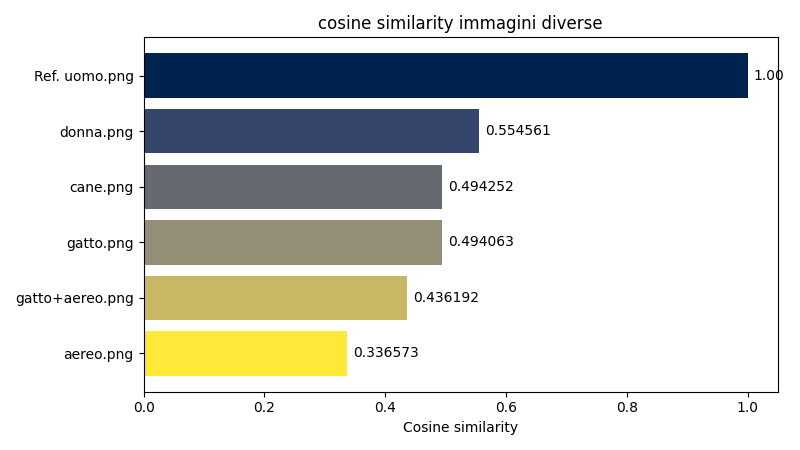 cosine similarity immagini diverse
Ref. uomo.png
1.00
donna.png
0.554561
cane.png
0.494252
gatto.png
0.494063
gatto+aereo.png
0.436192
aereo.png
0.336573
0.0 0.2 0.4 0.6 0.8 1.0
Cosine similarity